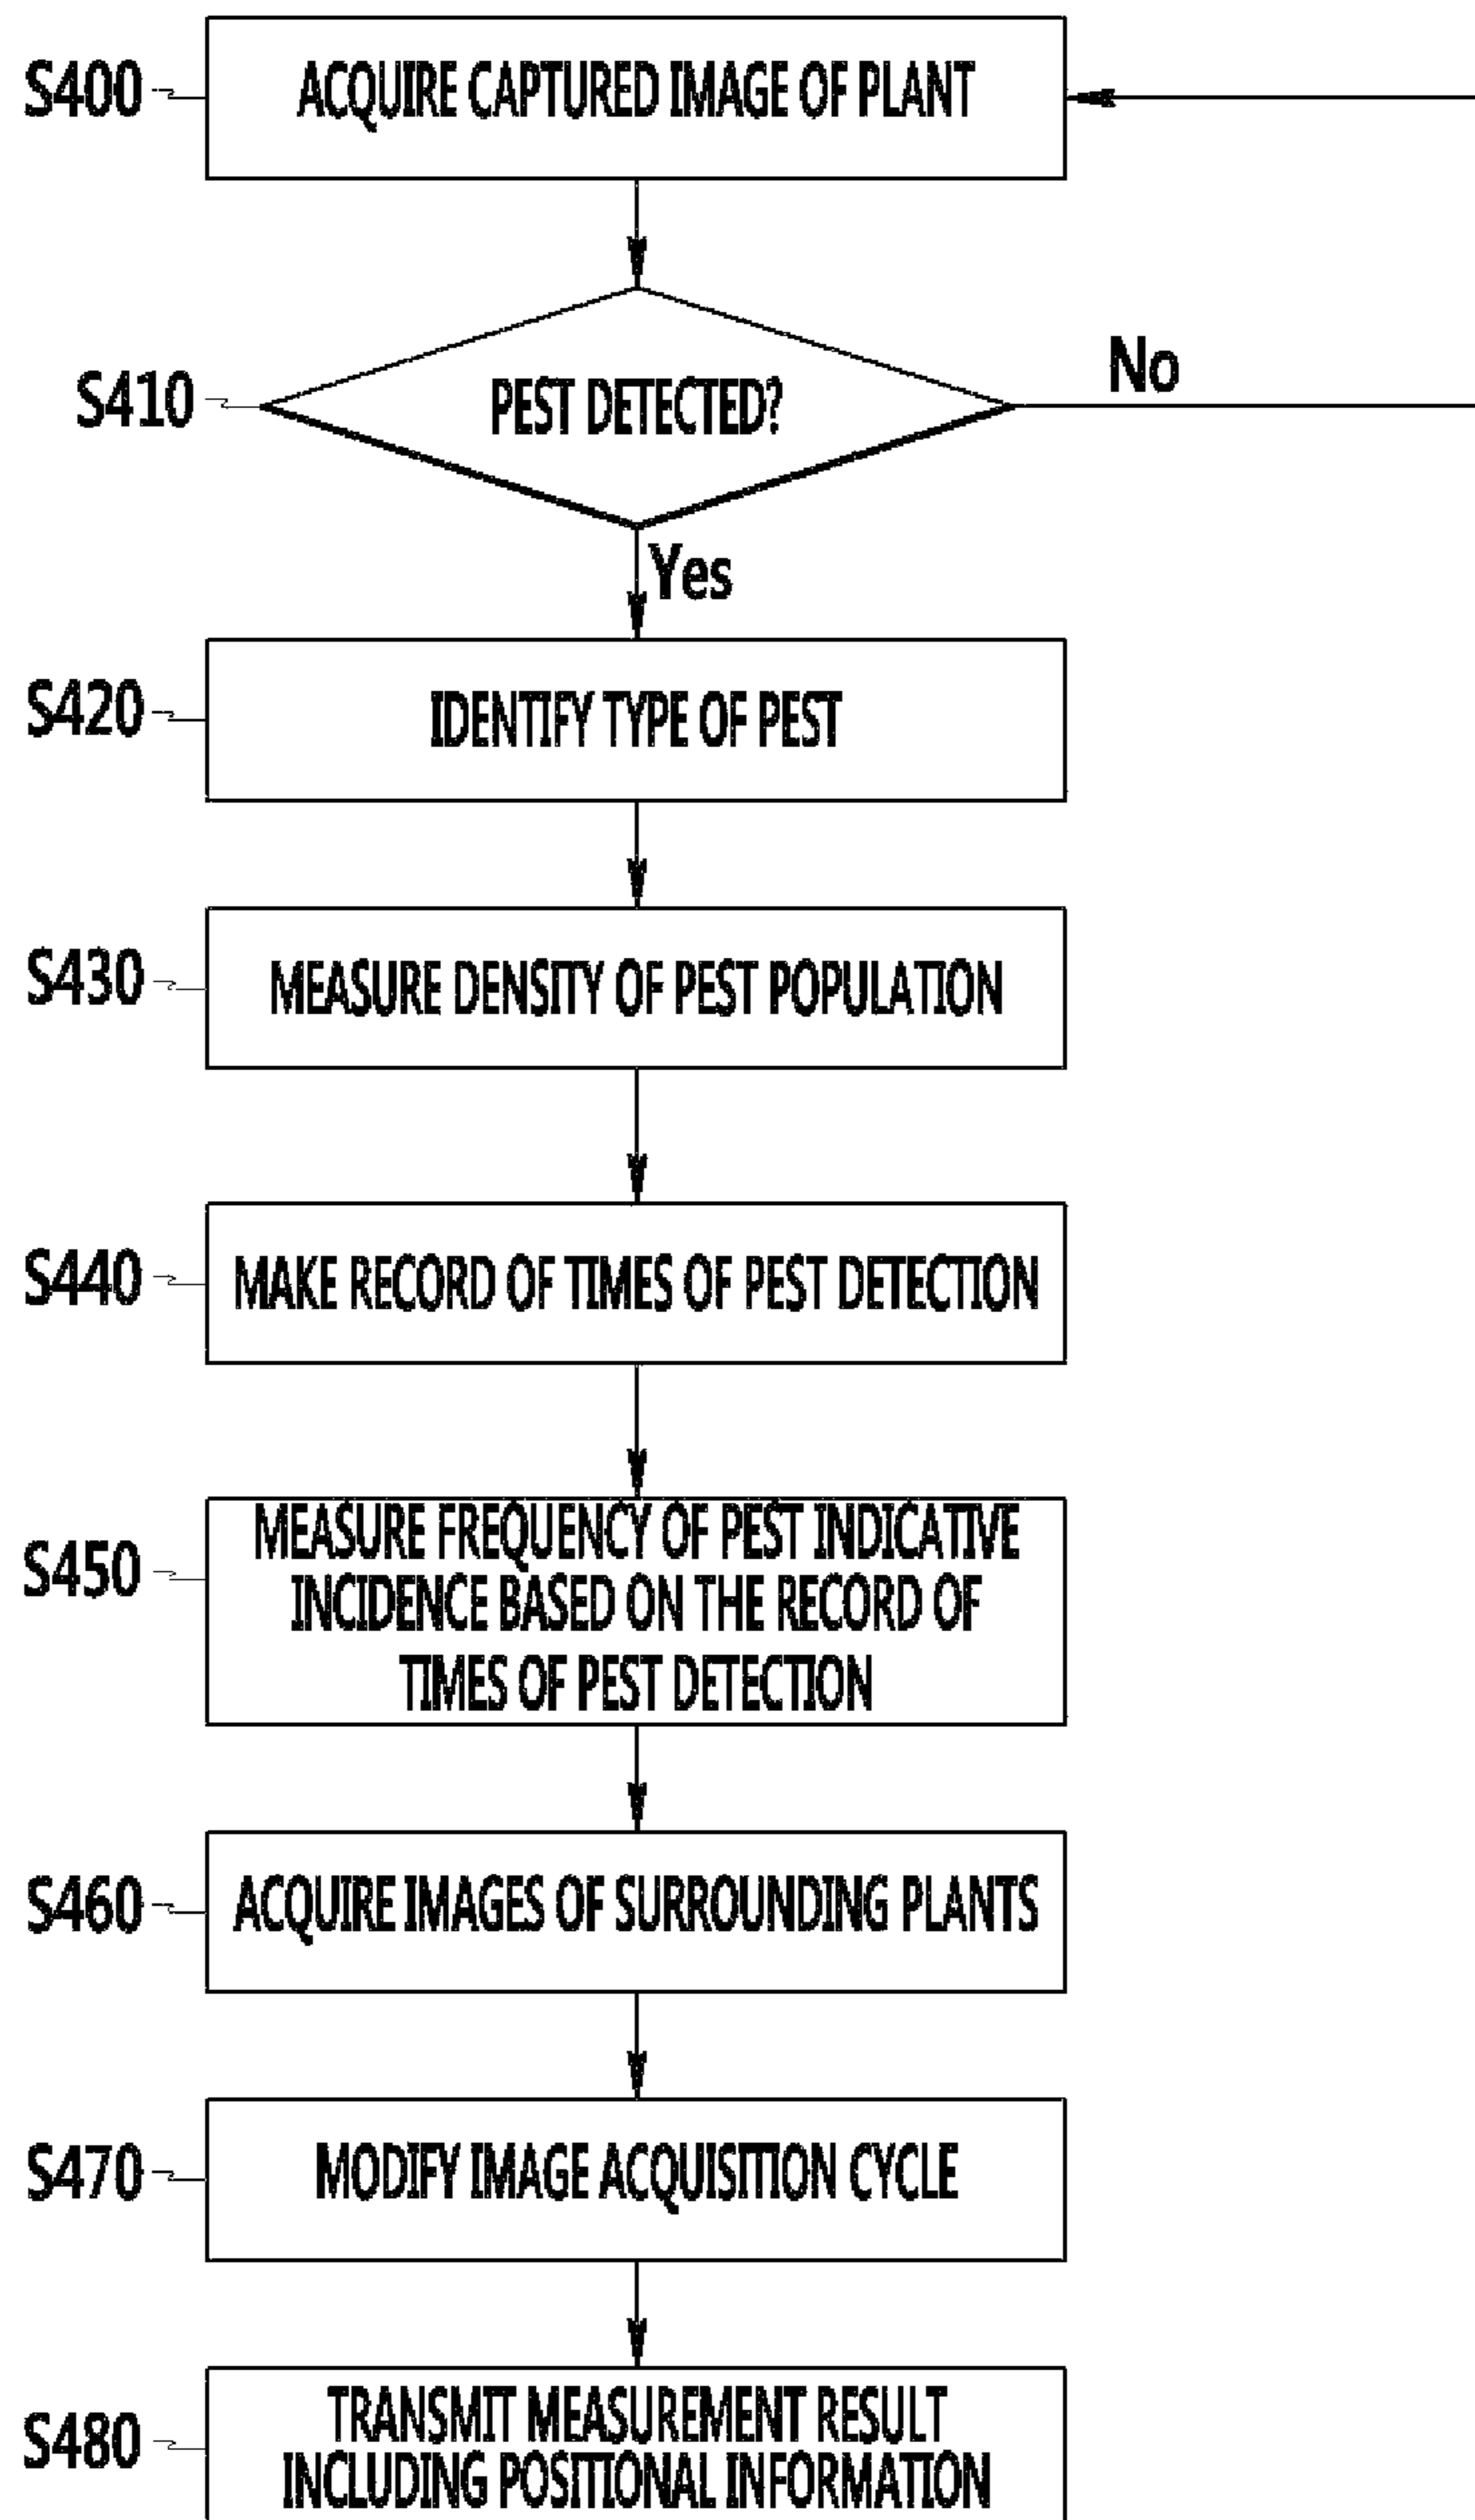 S400
ACQUIRE CAPTURED IMAGE OF PLANT
S410
PEST DETECTED?
No
Yes
S420
IDENTIFY TYPE OF PEST
S430
MEASURE DENSITY OF PEST POPULATION
S440
MAKE RECORD OF TIMES OF PEST DETECTION
S450
MEASURE FREQUENCY OF PEST INDICATIVE
INCIDENCE BASED ON THE RECORD OF
TIMES OF PEST DETECTION
S460
ACQUIRE IMAGES OF SURROUNDING PLANTS
S470
MODIFY IMAGE ACQUISITION CYCLE
S480
TRANSMIT MEASUREMENT RESULT
INCLUDING POSITIONAL INFORMATION